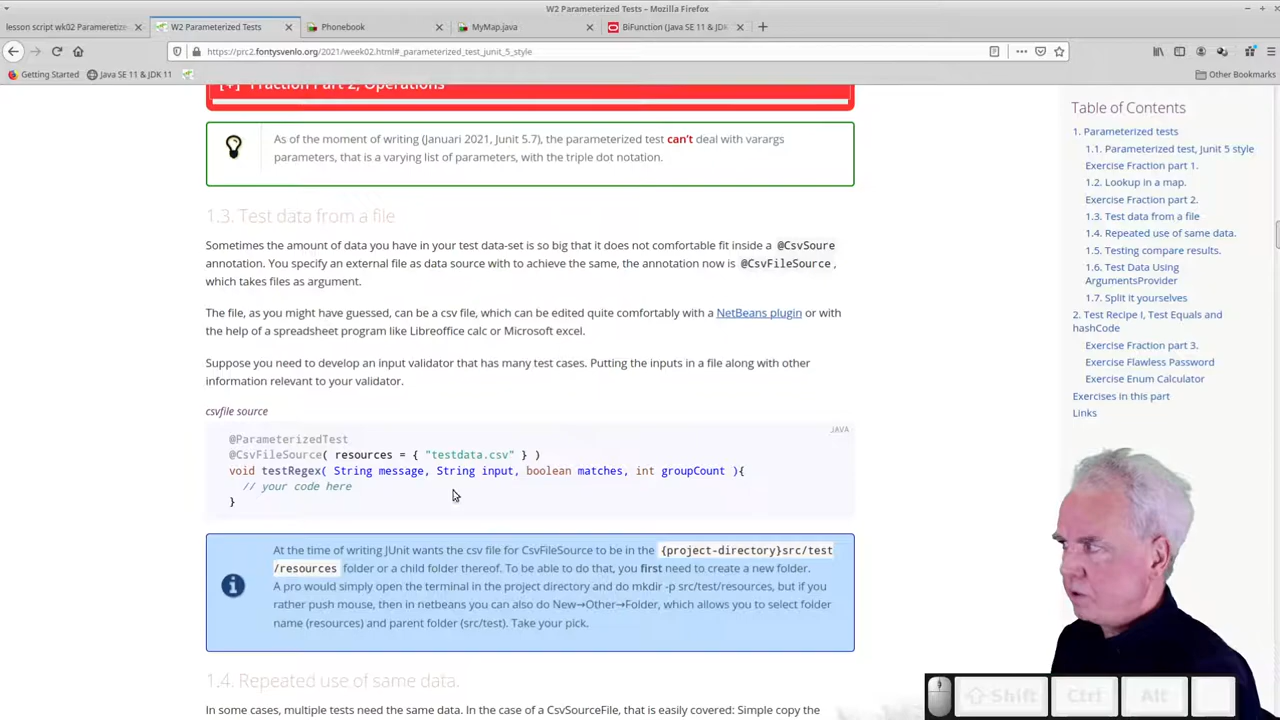 W2 Parameterized Tests – Mozilla Firefox
lesson script wk02 Parameretize
W2 Parameterized Tests
Phonebook
MyMap.java
BiFunction (Java SE 11 & JDK
https://prc2.fontysvenlo.org/2021/week02.html#_parameterized_test_junit_5_style
Getting Started
Java SE 11 & JDK 11
Other Bookmarks
[+] Fraction Part 2, Operations
As of the moment of writing (Januari 2021, Junit 5.7), the parameterized test can't deal with varargs
parameters, that is a varying list of parameters, with the triple dot notation.
1.3. Test data from a file
Sometimes the amount of data you have in your test data-set is so big that it does not comfortable fit inside a @CsvSoure
annotation. You specify an external file as data source with to achieve the same, the annotation now is @CsvFileSource,
which takes files as argument.
The file, as you might have guessed, can be a csv file, which can be edited quite comfortably with a NetBeans plugin or with
the help of a spreadsheet program like Libreoffice calc or Microsoft excel.
Suppose you need to develop an input validator that has many test cases. Putting the inputs in a file along with other
information relevant to your validator.
csvfile source
JAVA
@ParameterizedTest
@CsvFileSource( resources = { "testdata.csv" } )
void testRegex( String message, String input, boolean matches, int groupCount ){
// your code here
}
At the time of writing JUnit wants the csv file for CsvFileSource to be in the {project-directory}src/test
/resources folder or a child folder thereof. To be able to do that, you first need to create a new folder.
A pro would simply open the terminal in the project directory and do mkdir -p src/test/resources, but if you
rather push mouse, then in netbeans you can also do New→Other→Folder, which allows you to select folder
name (resources) and parent folder (src/test). Take your pick.
1.4. Repeated use of same data.
In some cases, multiple tests need the same data. In the case of a CsvSourceFile, that is easily covered: Simple copy the
Table of Contents
1. Parameterized tests
1.1. Parameterized test, Junit 5 style
Exercise Fraction part 1.
1.2. Lookup in a map.
Exercise Fraction part 2.
1.3. Test data from a file
1.4. Repeated use of same data.
1.5. Testing compare results.
1.6. Test Data Using
ArgumentsProvider
1.7. Split it yourselves
2. Test Recipe I, Test Equals and
hashCode
Exercise Fraction part 3.
Exercise Flawless Password
Exercise Enum Calculator
Exercises in this part
Links
Shift
Ctrl
Alt